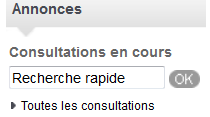 Annonces
Consultations en cours
Recherche rapide OK
Toutes les consultations